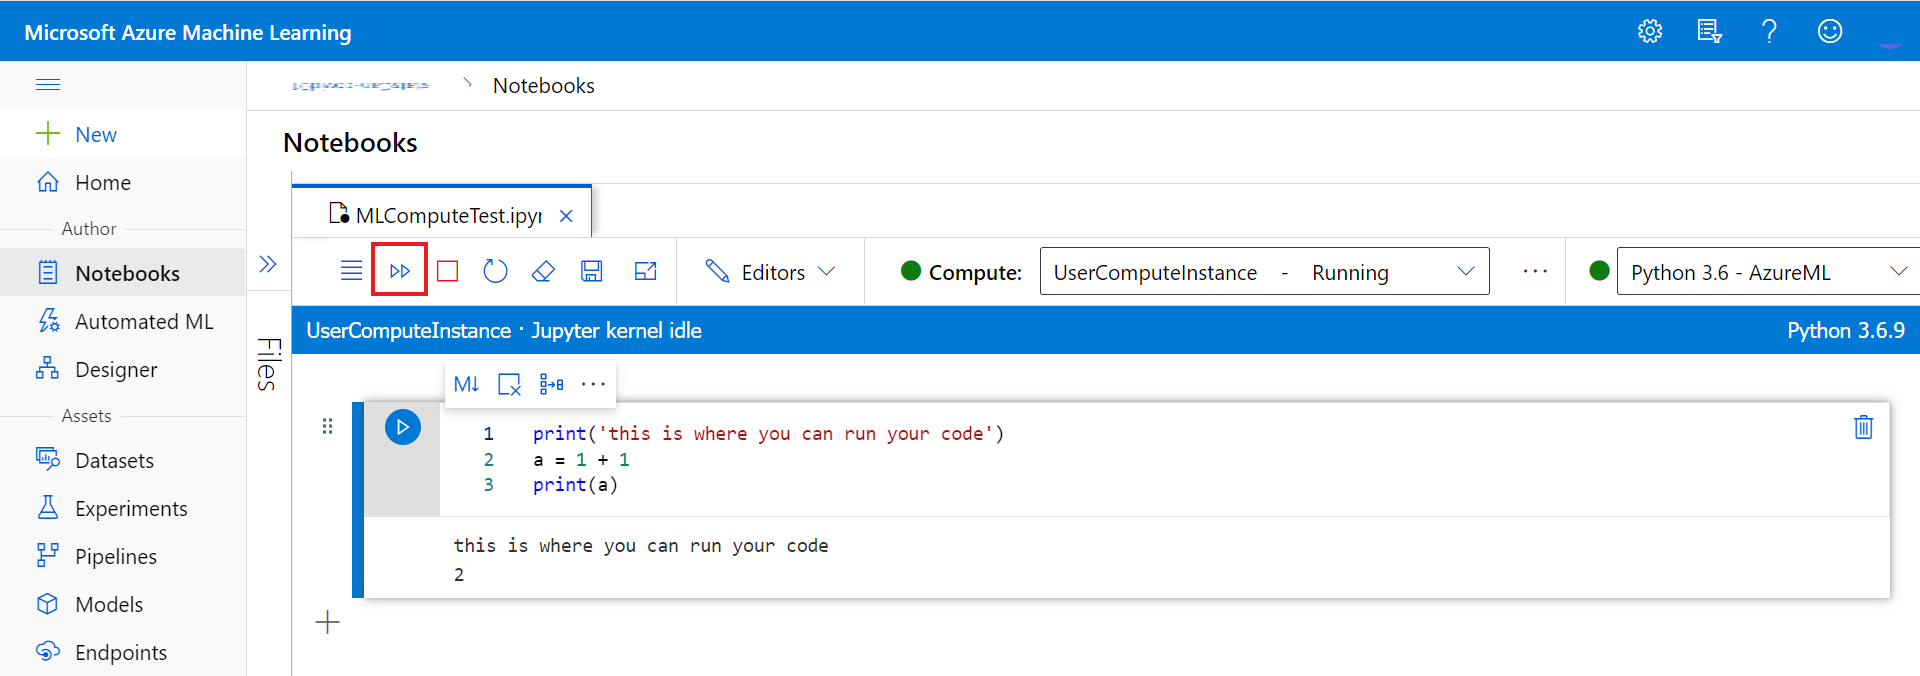 Microsoft Azure Machine Learning
Notebooks
New
Home
Author
Notebooks
Automated ML
Designer
Assets
Datasets
Experiments
Pipelines
Models
Endpoints
Files
Notebooks
MLComputeTest.ipyn
Editors
Compute: UserComputeInstance - Running
Python 3.6 - AzureML
UserComputeInstance · Jupyter kernel idle
Python 3.6.9
M↓
1 print('this is where you can run your code')
2 a = 1 + 1
3 print(a)
this is where you can run your code
2